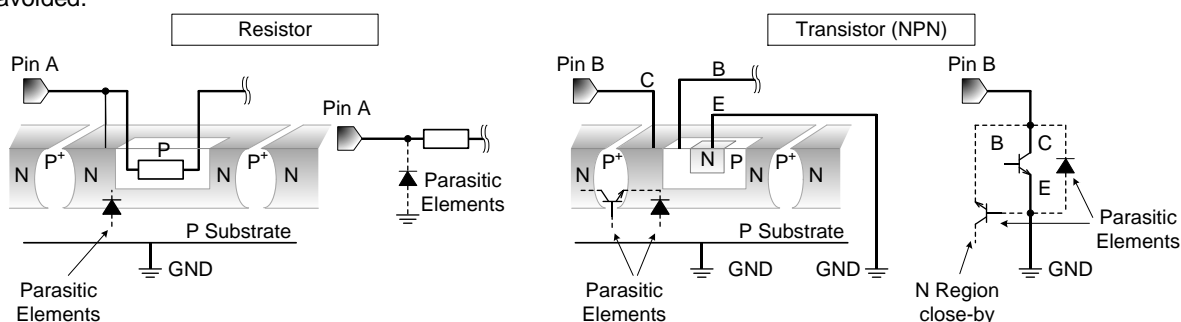 avoided.
Resistor
Transistor (NPN)
Pin A
Pin A
N
P+
N
P
N
P+
N
Parasitic
Elements
P Substrate
GND
Parasitic
Elements
Pin B
C
B
E
N
P+
N
N
P
N
P+
N
P Substrate
GND
GND
Parasitic
Elements
Pin B
B
C
E
Parasitic
Elements
GND
N Region
close-by